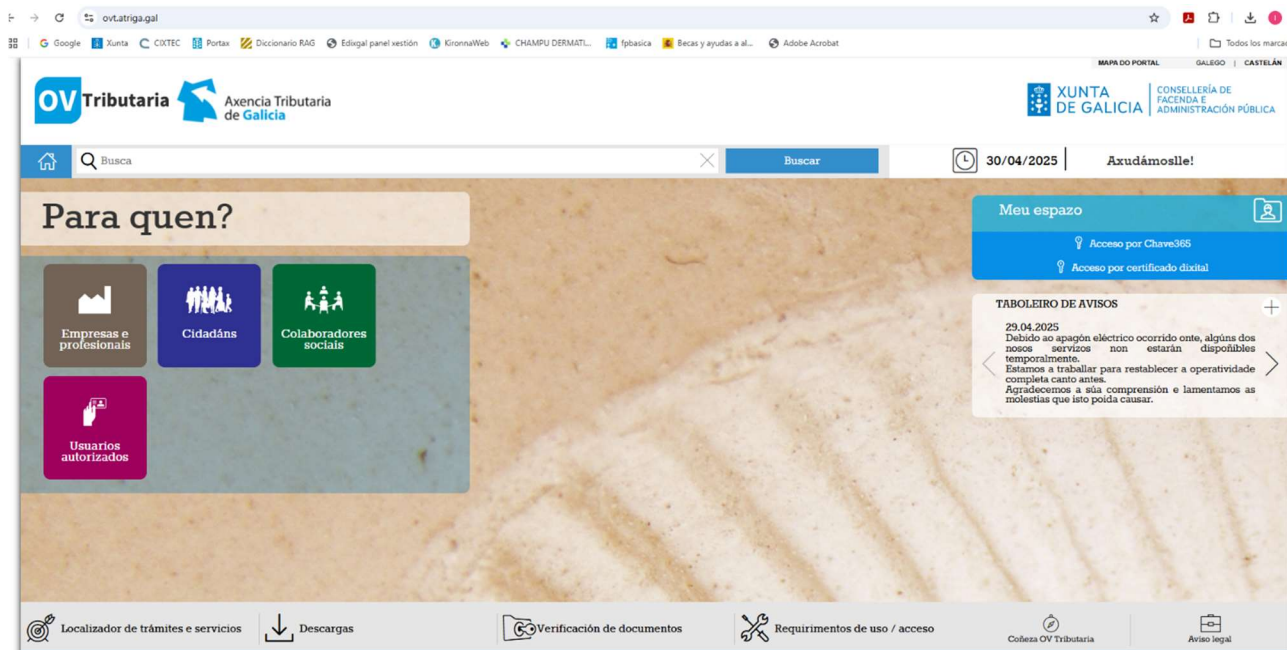 ovt.atriga.gal
Google Xunta CIXTEC Portax Diccionario RAG Edixgal panel xestión KironnaWeb CHAMPU DERMATI... fpbasica Becas y ayudas a al... Adobe Acrobat Todos los marca
MAPA DO PORTAL GALEGO | CASTELÁN
OV Tributaria Axencia Tributaria
de Galicia
XUNTA
DE GALICIA
CONSELLERÍA DE
FACENDA E
ADMINISTRACIÓN PÚBLICA
Busca Buscar 30/04/2025 Axudámoslle!
Para quen?
Empresas e
profesionais
Cidadáns
Colaboradores
sociais
Usuarios
autorizados
Meu espazo
Acceso por Chave365
Acceso por certificado dixital
TABOLEIRO DE AVISOS
29.04.2025
Debido ao apagón eléctrico ocorrido onte, algúns dos
nosos servizos non estarán dispoñibles
temporalmente.
Estamos a traballar para restablecer a operatividade
completa canto antes.
Agradecemos a súa comprensión e lamentamos as
molestias que isto poida causar.
Localizador de trámites e servicios Descargas Verificación de documentos Requirimentos de uso / acceso
Coñeza OV Tributaria
Aviso legal